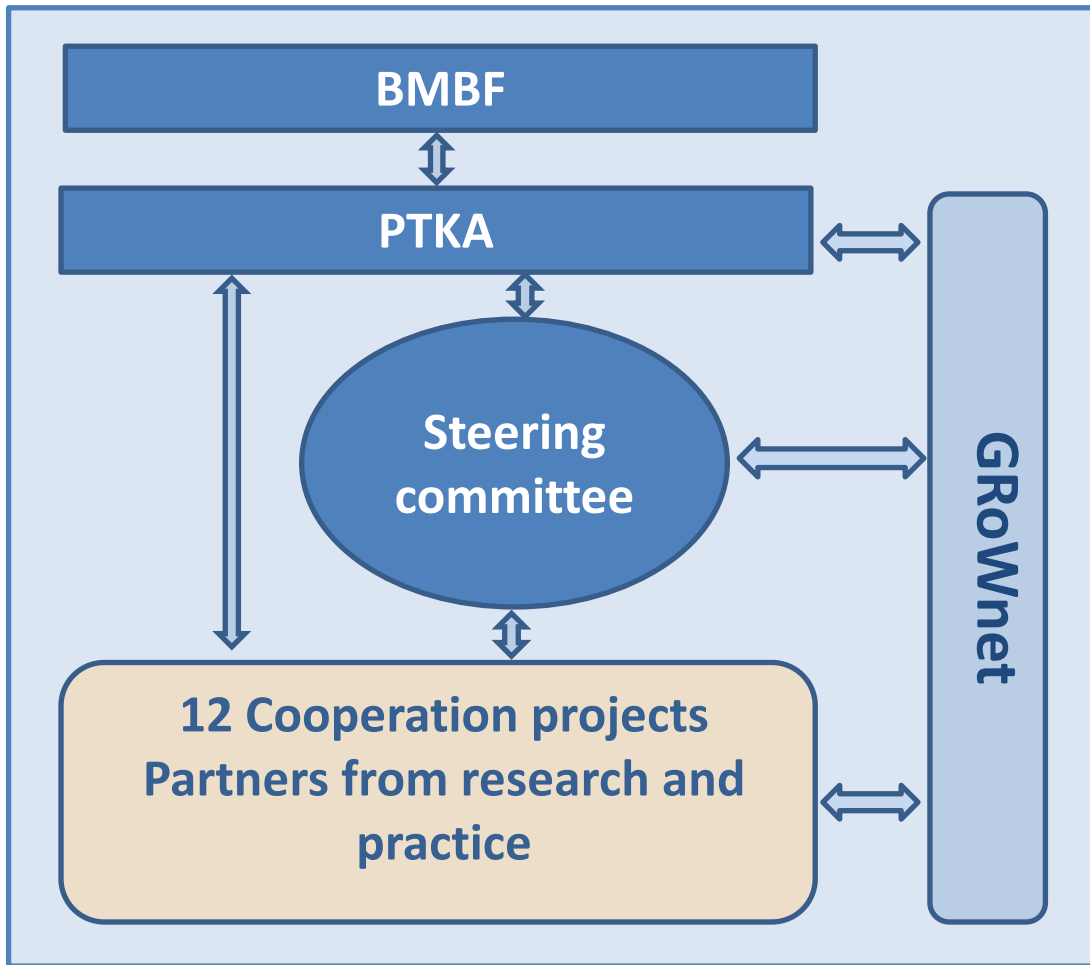 BMBF
PTKA
Steering
committee
GRoWnet
12 Cooperation projects
Partners from research and
practice